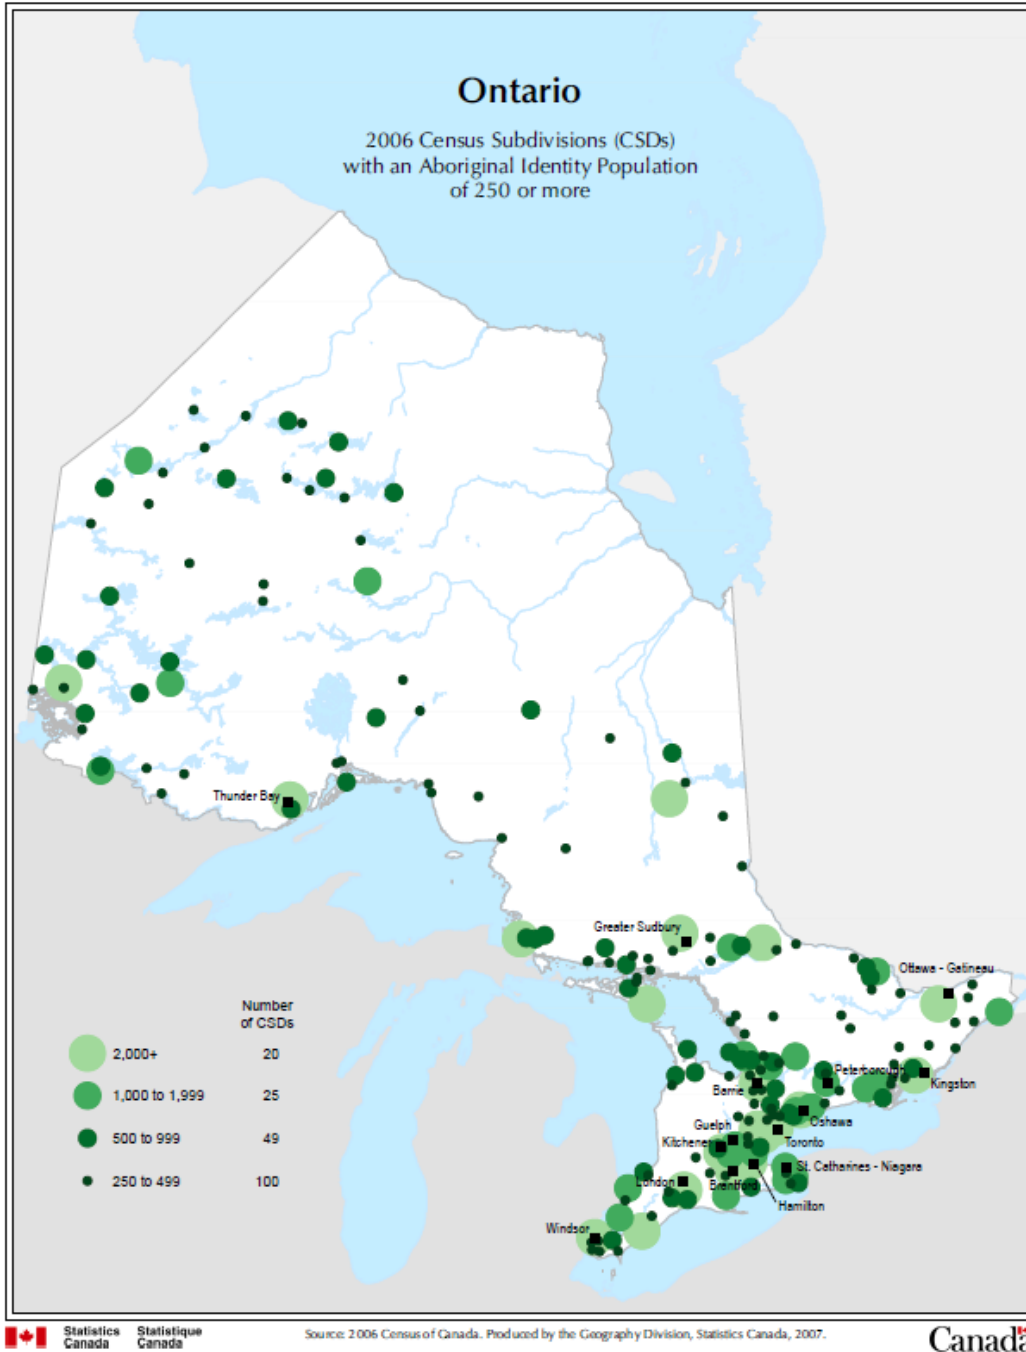 Ontario
2006 Census Subdivisions (CSDs)
with an Aboriginal Identity Population
of 250 or more
Thunder Bay
Greater Sudbury
Ottawa - Gatineau
Peterborough
Kingston
Barrie
Oshawa
Guelph
Toronto
Kitchener
St. Catharines - Niagara
London
Brantford
Hamilton
Windsor
Number
of CSDs
2,000+ 20
1,000 to 1,999 25
500 to 999 49
250 to 499 100
Statistics Statistique
Canada Canada
Source: 2006 Census of Canada. Produced by the Geography Division, Statistics Canada, 2007.
Canada